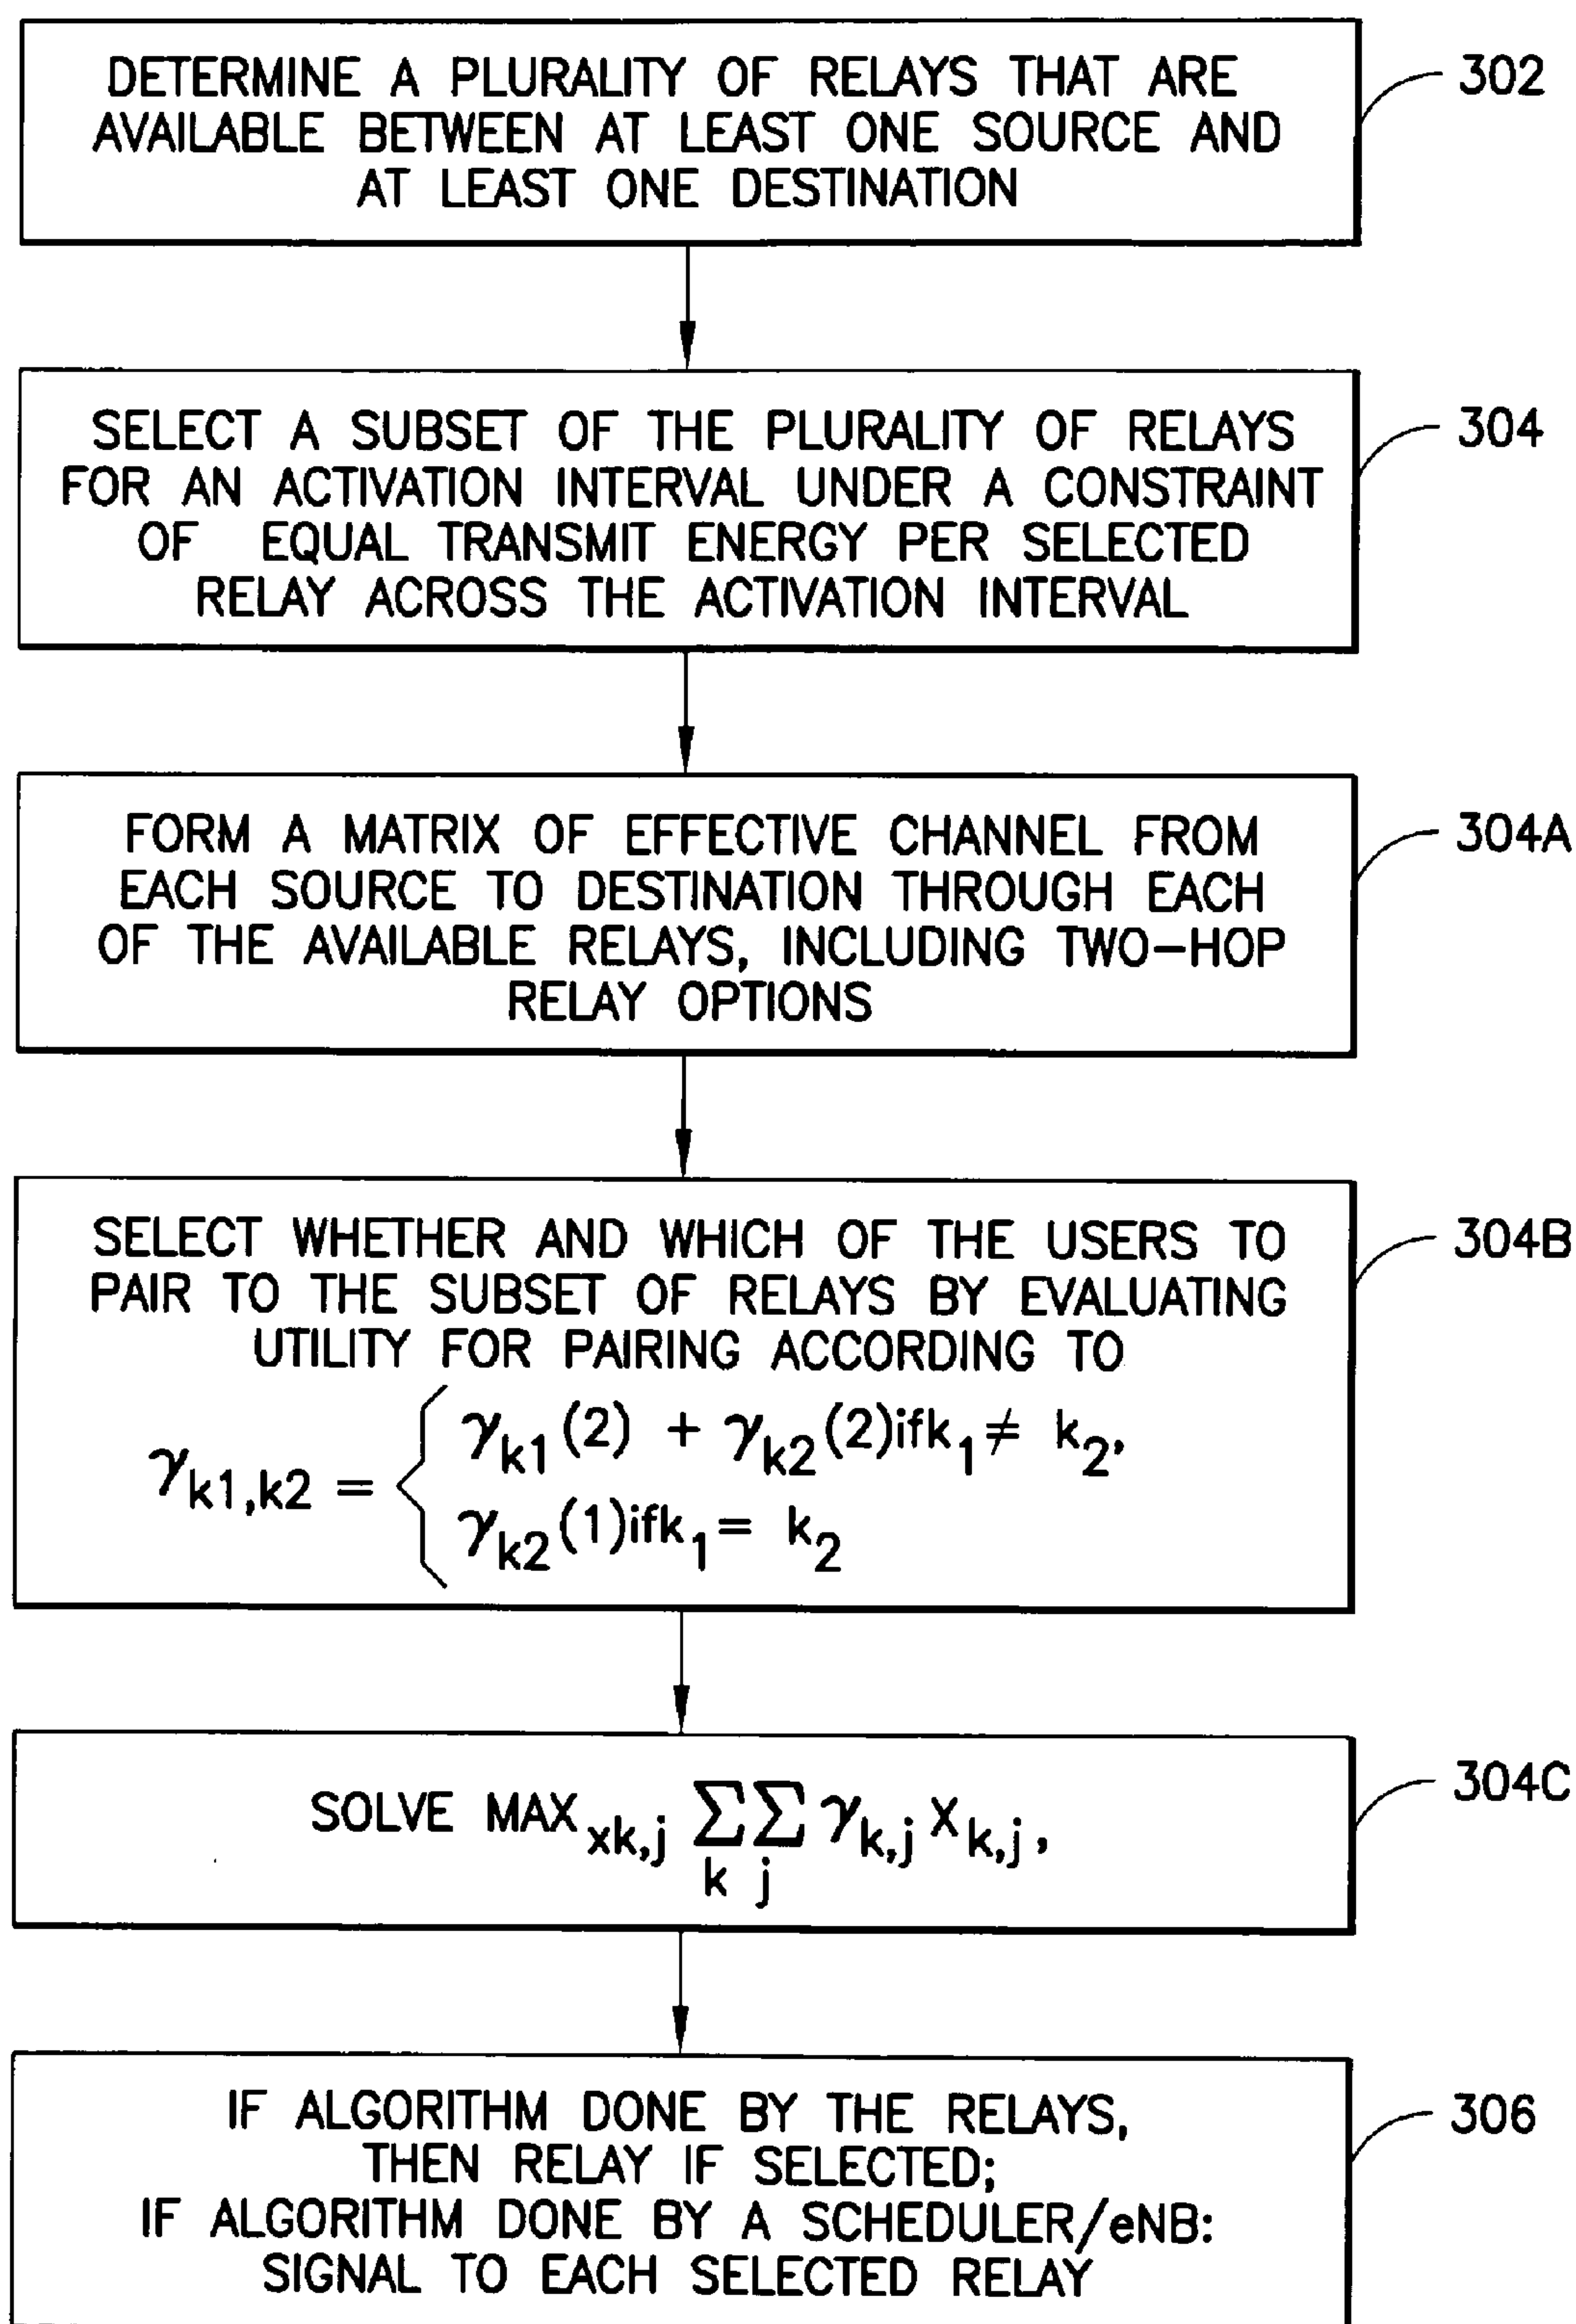 DETERMINE A PLURALITY OF RELAYS THAT ARE
AVAILABLE BETWEEN AT LEAST ONE SOURCE AND
AT LEAST ONE DESTINATION
302
SELECT A SUBSET OF THE PLURALITY OF RELAYS
FOR AN ACTIVATION INTERVAL UNDER A CONSTRAINT
OF EQUAL TRANSMIT ENERGY PER SELECTED
RELAY ACROSS THE ACTIVATION INTERVAL
304
FORM A MATRIX OF EFFECTIVE CHANNEL FROM
EACH SOURCE TO DESTINATION THROUGH EACH
OF THE AVAILABLE RELAYS, INCLUDING TWO-HOP
RELAY OPTIONS
304A
SELECT WHETHER AND WHICH OF THE USERS TO
PAIR TO THE SUBSET OF RELAYS BY EVALUATING
UTILITY FOR PAIRING ACCORDING TO
γk1,k2 = { γk1(2) + γk2(2)ifk1≠ k2,
γk2(1)ifk1= k2
304B
SOLVE MAXxk,j ΣkΣj γk,j Xk,j,
304C
IF ALGORITHM DONE BY THE RELAYS,
THEN RELAY IF SELECTED;
IF ALGORITHM DONE BY A SCHEDULER/eNB:
SIGNAL TO EACH SELECTED RELAY
306